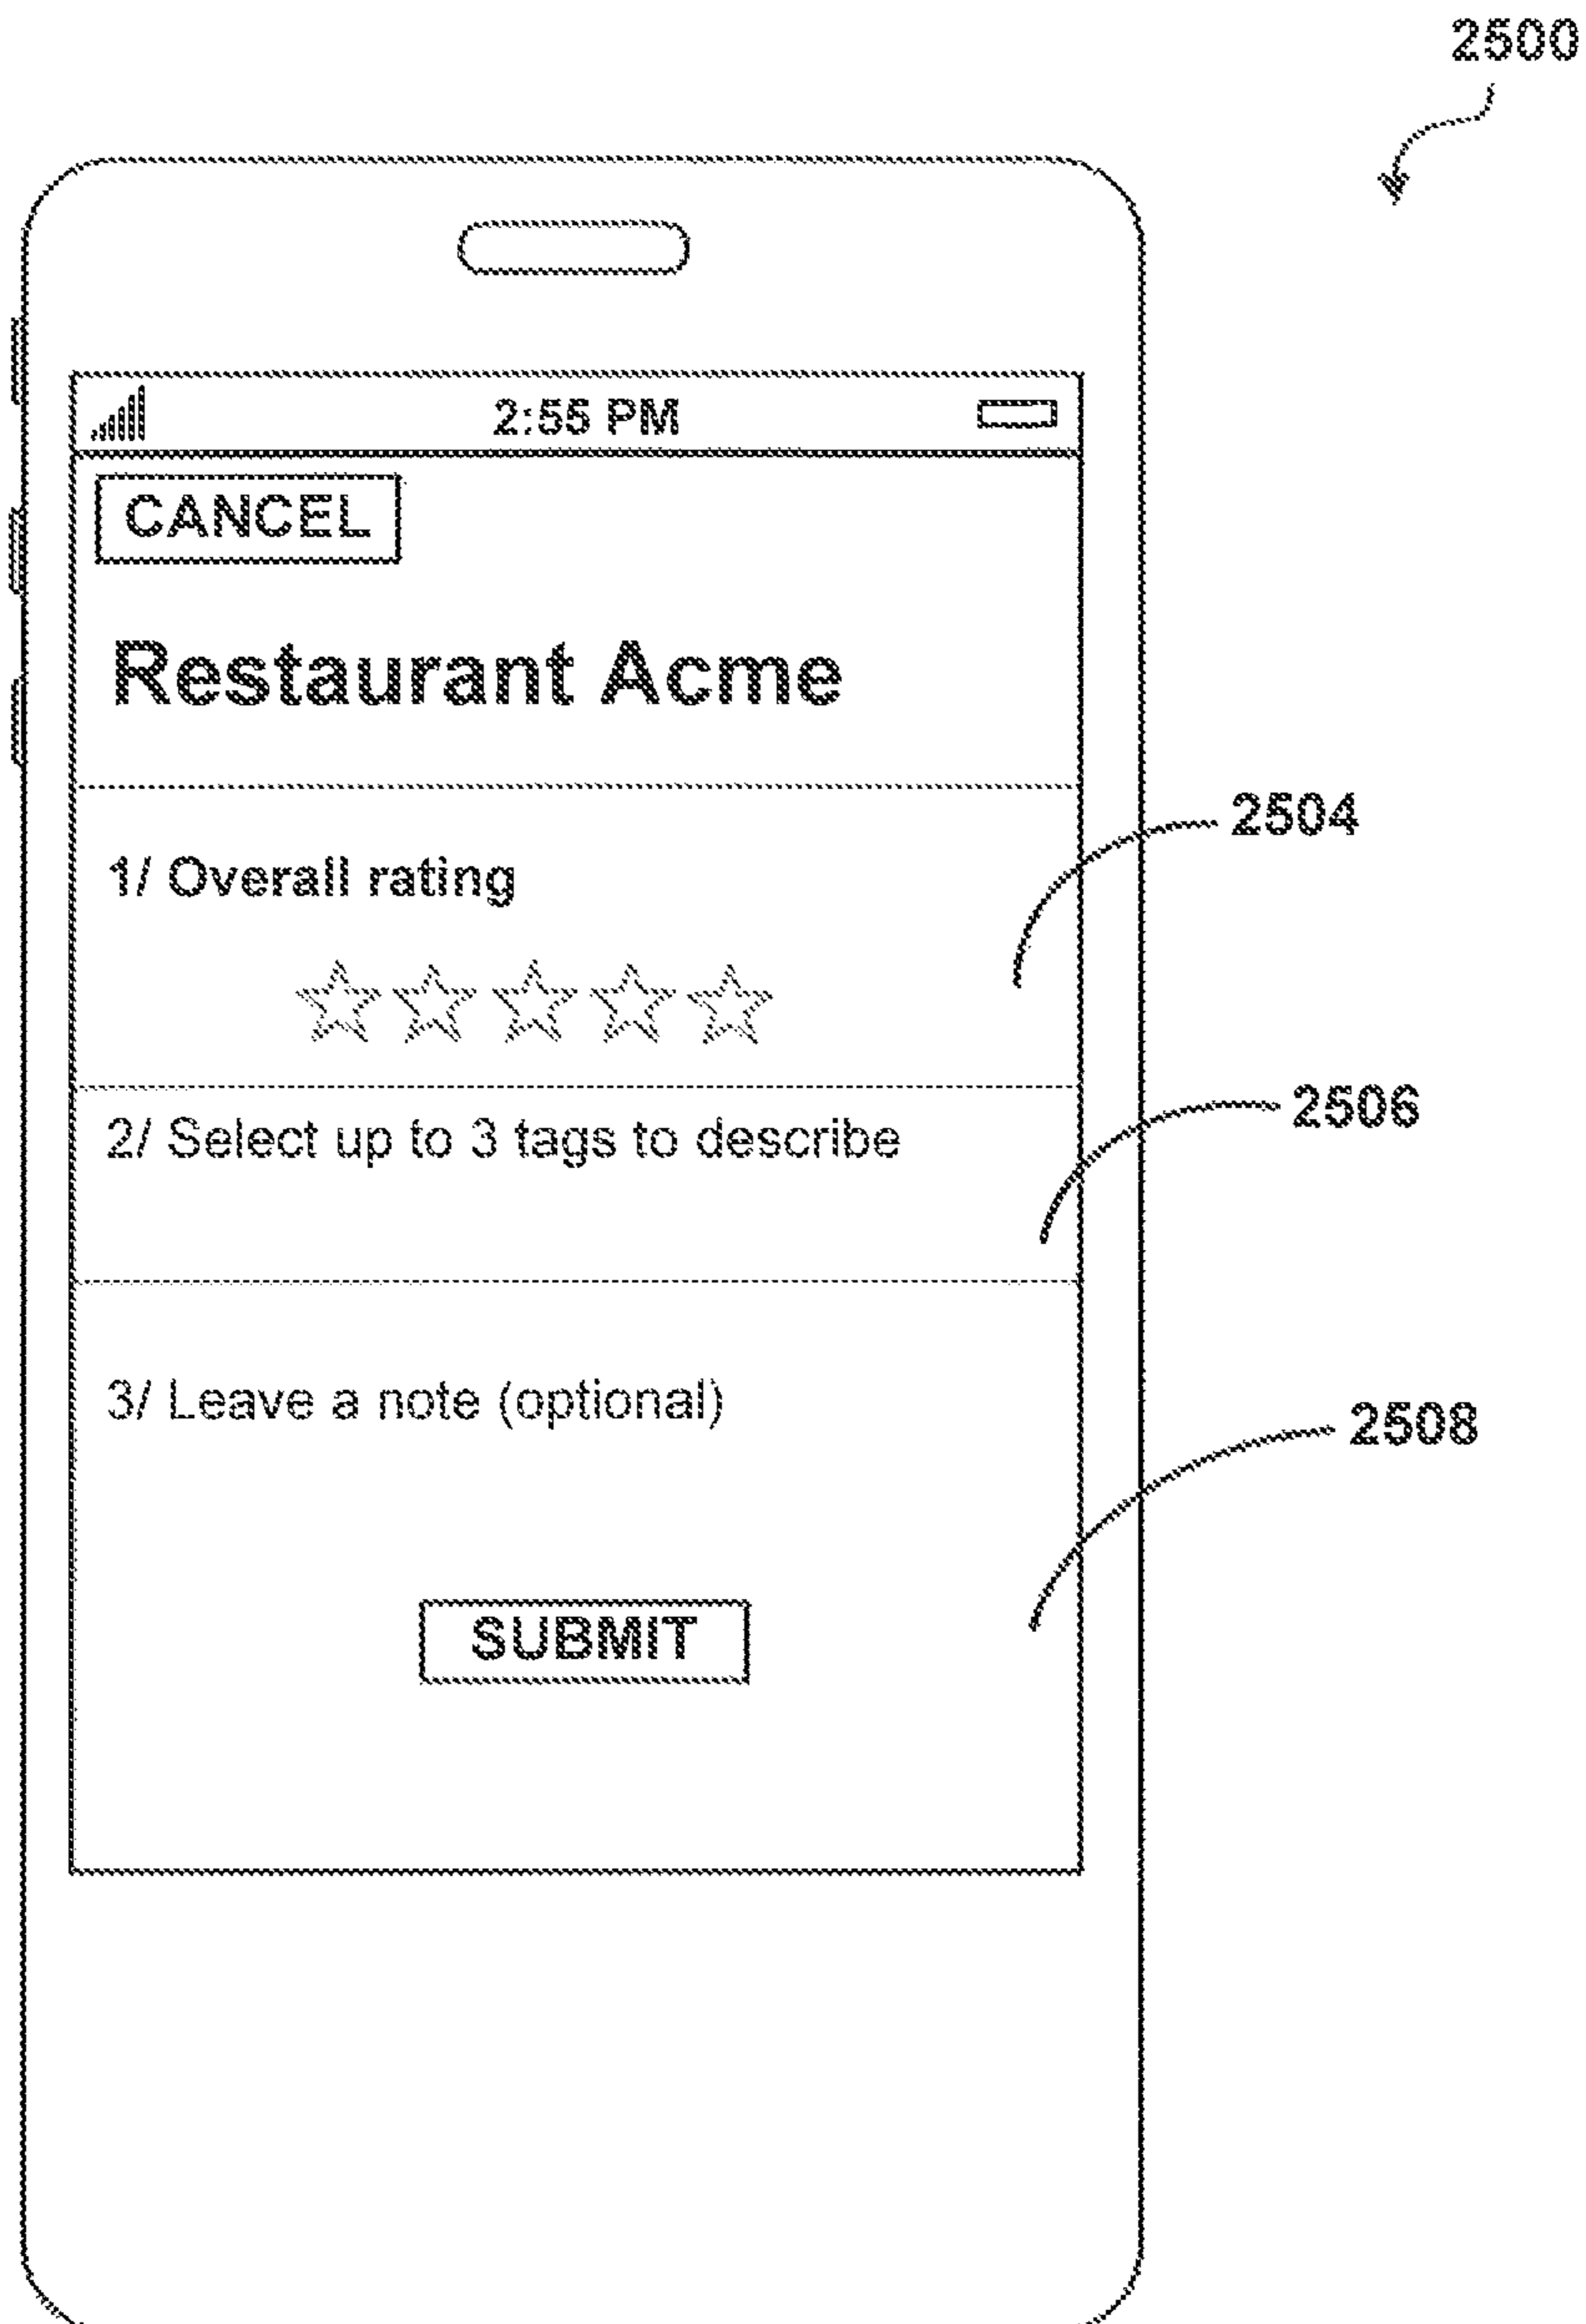 2500
2:55 PM
CANCEL
Restaurant Acme
2504
1/ Overall rating
2506
2/ Select up to 3 tags to describe
3/ Leave a note (optional)
2508
SUBMIT